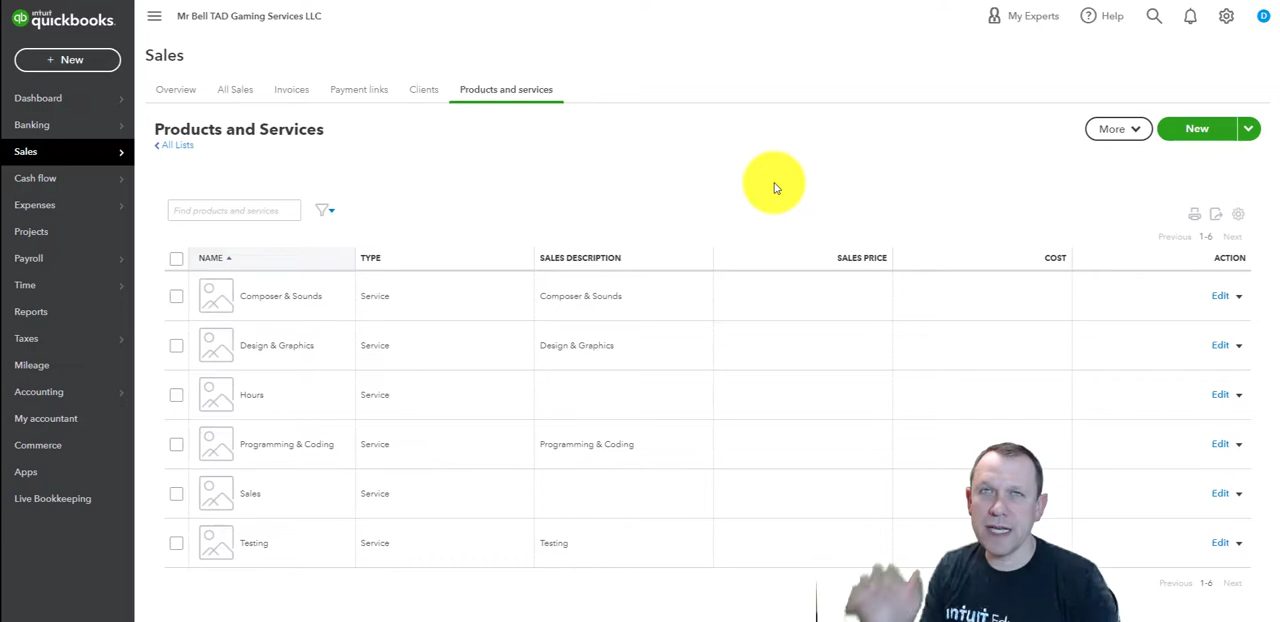 intuit
quickbooks.
Mr Bell TAD Gaming Services LLC
My Experts
Help
D
+ New
Sales
Dashboard
Banking
Sales
Cash flow
Expenses
Projects
Payroll
Time
Reports
Taxes
Mileage
Accounting
My accountant
Commerce
Apps
Live Bookkeeping
Overview All Sales Invoices Payment links Clients Products and services
Products and Services
All Lists
More
New
Find products and services
Previous 1-6 Next
NAME TYPE SALES DESCRIPTION SALES PRICE COST ACTION
Composer & Sounds Service Composer & Sounds Edit
Design & Graphics Service Design & Graphics Edit
Hours Service Edit
Programming & Coding Service Programming & Coding Edit
Sales Service Edit
Testing Service Testing Edit
Previous 1-6 Next
intuit